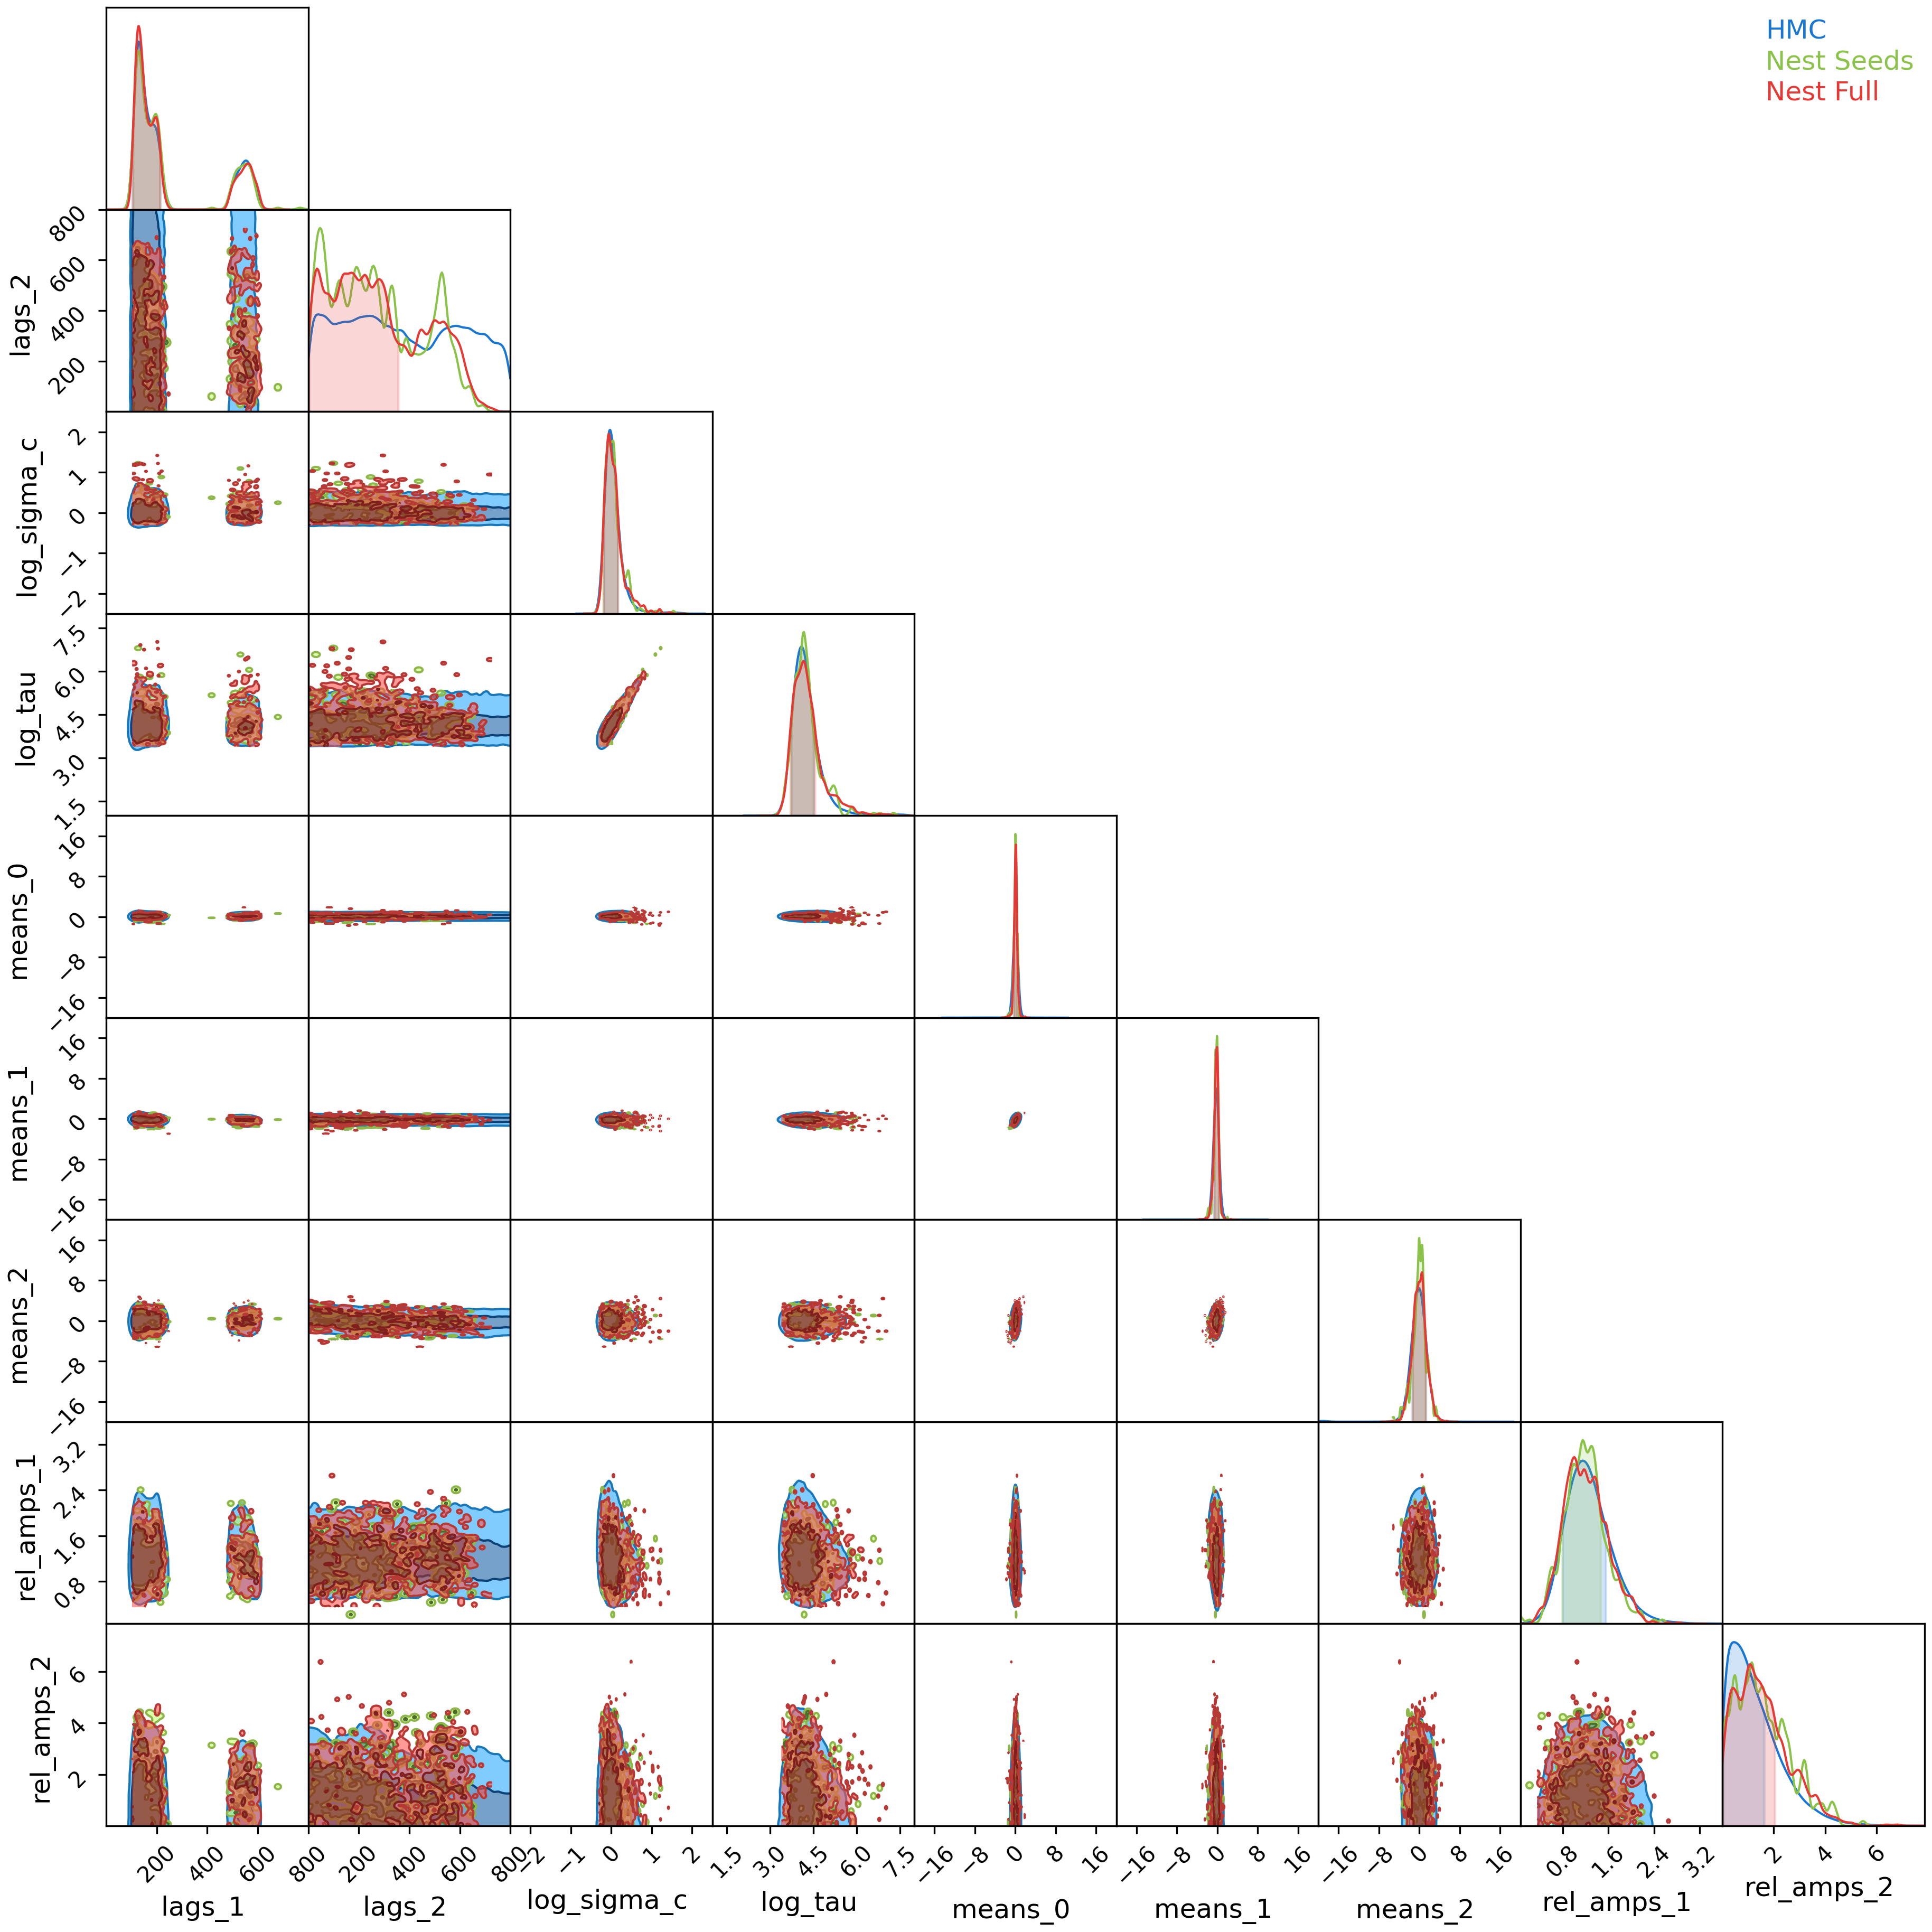 HMC
Nest Seeds
Nest Full
800
600
400
200
lags_2
2
1
0
−1
−2
log_sigma_c
7.5
6.0
4.5
3.0
1.5
log_tau
16
8
0
−8
−16
means_0
16
8
0
−8
−16
means_1
16
8
0
−8
−16
means_2
3.2
2.4
1.6
0.8
rel_amps_1
6
4
2
rel_amps_2
200 400 600 800
200 400 600 800
−2 −1 0 1 2
1.5 3.0 4.5 6.0 7.5
−16 −8 0 8 16
−16 −8 0 8 16
−16 −8 0 8 16
0.8 1.6 2.4 3.2
2 4 6
lags_1
lags_2
log_sigma_c
log_tau
means_0
means_1
means_2
rel_amps_1
rel_amps_2